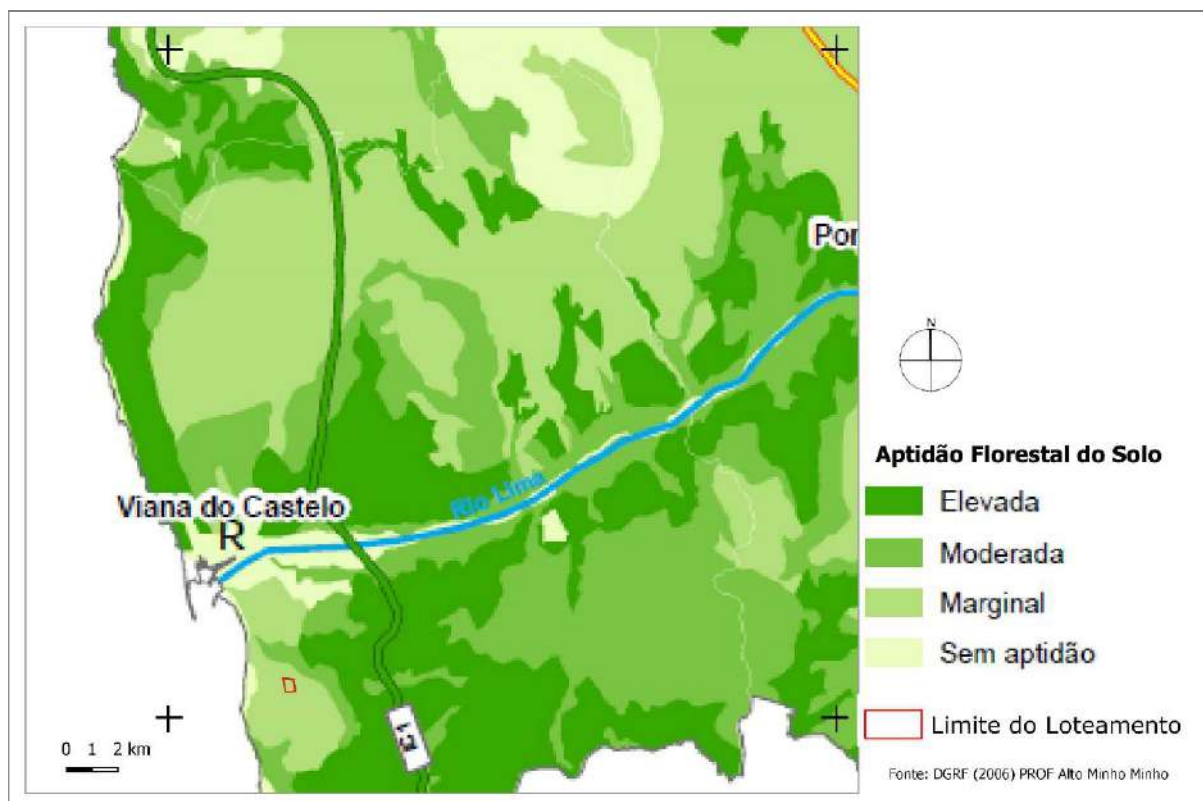 Por
N
Aptidão Florestal do Solo
Elevada
Rio Lima
Viana do Castelo
R
Moderada
Marginal
Sem aptidão
Limite do Loteamento
0 1 2 km
Fonte: DGRF (2006) PROF Alto Minho Minho